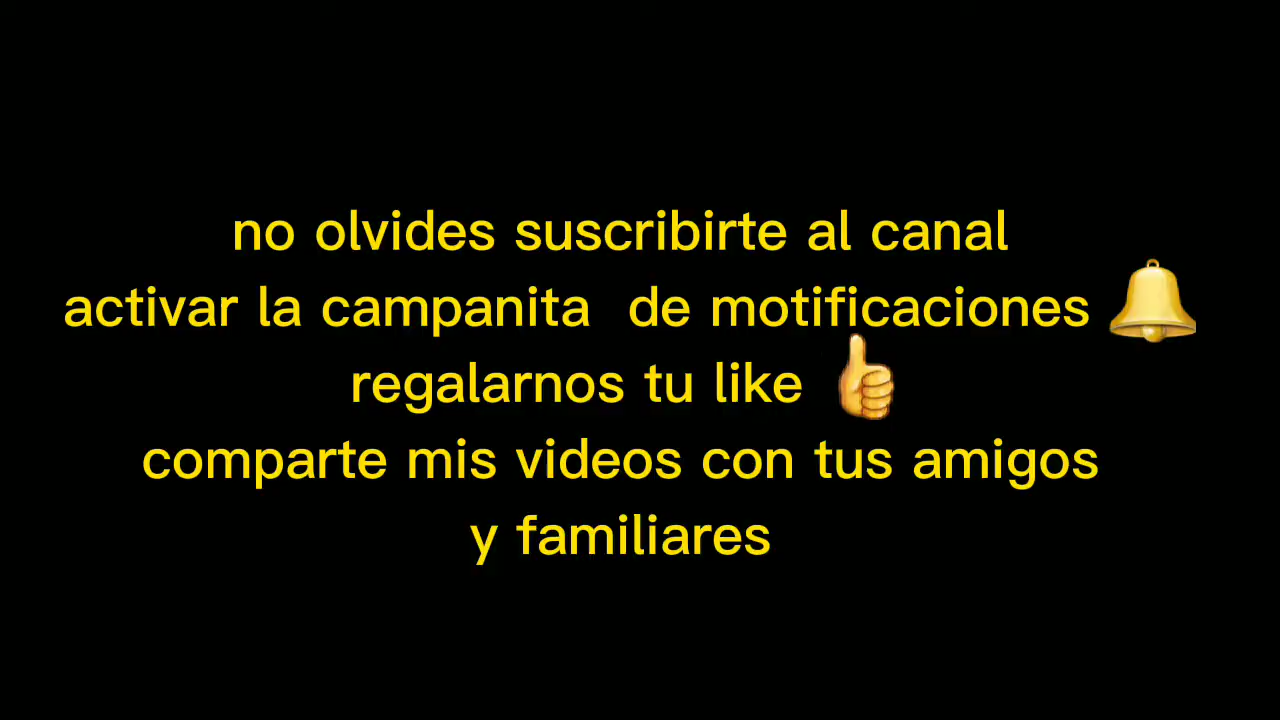 no olvides suscribirte al canal
activar la campanita  de motificaciones 🔔
regalarnos tu like 👍
comparte mis videos con tus amigos
y familiares